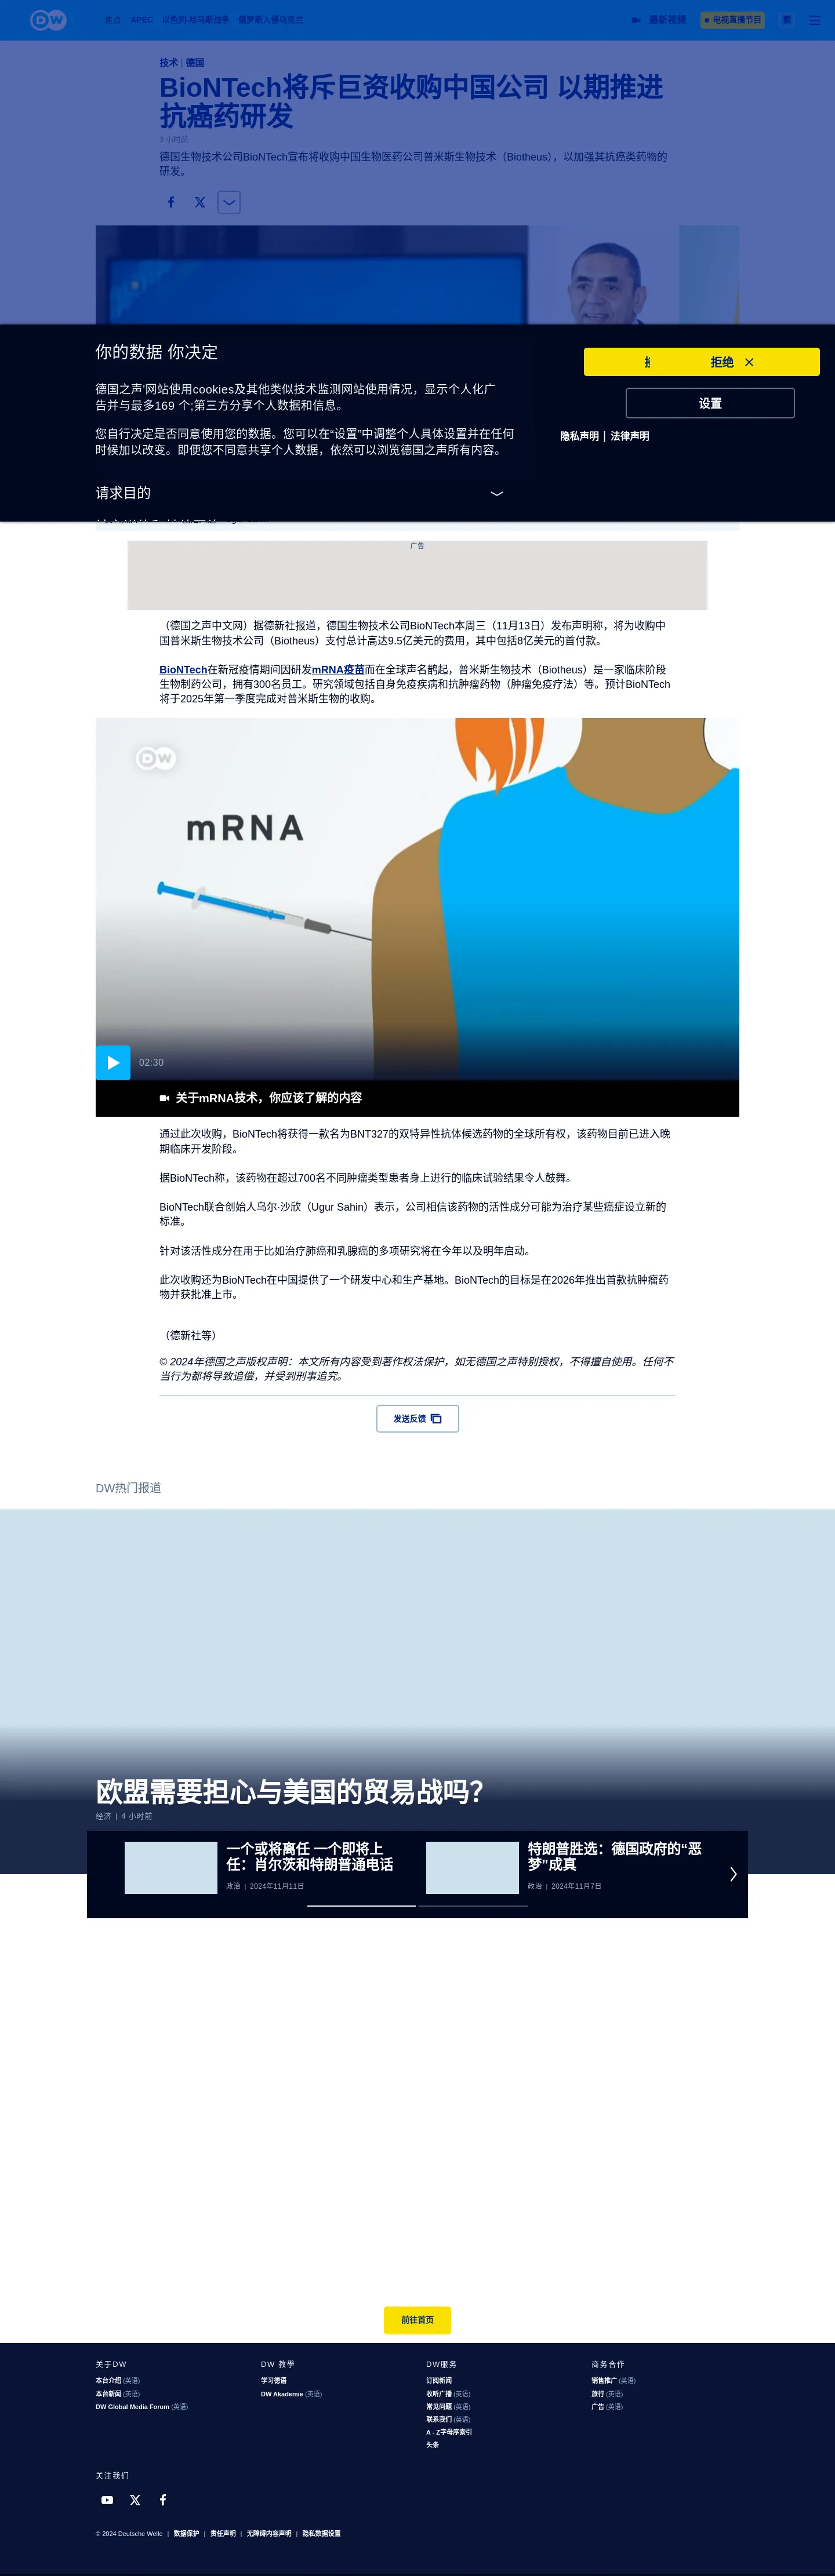 DW
焦点 APEC 以色列-哈马斯战争 俄罗斯入侵乌克兰
最新视频
电视直播节目
繁
技术 | 德国
BioNTech将斥巨资收购中国公司 以期推进
抗癌药研发
3 小时前
德国生物技术公司BioNTech宣布将收购中国生物医药公司普米斯生物技术（Biotheus），以加强其抗癌类药物的
研发。
你的数据 你决定
拒绝
德国之声'网站使用cookies及其他类似技术监测网站使用情况，显示个人化广
告并与最多169 个;第三方分享个人数据和信息。
设置
您自行决定是否同意使用您的数据。您可以在“设置”中调整个人具体设置并在任何
时候加以改变。即使您不同意共享个人数据，依然可以浏览德国之声所有内容。
隐私声明 | 法律声明
请求目的
广告
（德国之声中文网）据德新社报道，德国生物技术公司BioNTech本周三（11月13日）发布声明称，将为收购中
国普米斯生物技术公司（Biotheus）支付总计高达9.5亿美元的费用，其中包括8亿美元的首付款。
BioNTech在新冠疫情期间因研发mRNA疫苗而在全球声名鹊起，普米斯生物技术（Biotheus）是一家临床阶段
生物制药公司，拥有300名员工。研究领域包括自身免疫疾病和抗肿瘤药物（肿瘤免疫疗法）等。预计BioNTech
将于2025年第一季度完成对普米斯生物的收购。
DW
mRNA
02:30
关于mRNA技术，你应该了解的内容
通过此次收购，BioNTech将获得一款名为BNT327的双特异性抗体候选药物的全球所有权，该药物目前已进入晚
期临床开发阶段。
据BioNTech称，该药物在超过700名不同肿瘤类型患者身上进行的临床试验结果令人鼓舞。
BioNTech联合创始人乌尔·沙欣（Ugur Sahin）表示，公司相信该药物的活性成分可能为治疗某些癌症设立新的
标准。
针对该活性成分在用于比如治疗肺癌和乳腺癌的多项研究将在今年以及明年启动。
此次收购还为BioNTech在中国提供了一个研发中心和生产基地。BioNTech的目标是在2026年推出首款抗肿瘤药
物并获批准上市。
（德新社等）
© 2024年德国之声版权声明：本文所有内容受到著作权法保护，如无德国之声特别授权，不得擅自使用。任何不
当行为都将导致追偿，并受到刑事追究。
发送反馈
DW热门报道
欧盟需要担心与美国的贸易战吗？
经济 | 4 小时前
一个或将离任 一个即将上
任：肖尔茨和特朗普通电话
政治 | 2024年11月11日
特朗普胜选：德国政府的“恶
梦”成真
政治 | 2024年11月7日
前往首页
关于DW
本台介绍 (英语)
本台新闻 (英语)
DW Global Media Forum (英语)
DW 教學
学习德语
DW Akademie (英语)
DW服务
订阅新闻
收听广播 (英语)
常见问题 (英语)
联系我们 (英语)
A - Z字母序索引
头条
商务合作
销售推广 (英语)
旅行 (英语)
广告 (英语)
关注我们
© 2024 Deutsche Welle | 数据保护 | 责任声明 | 无障碍内容声明 | 隐私数据设置